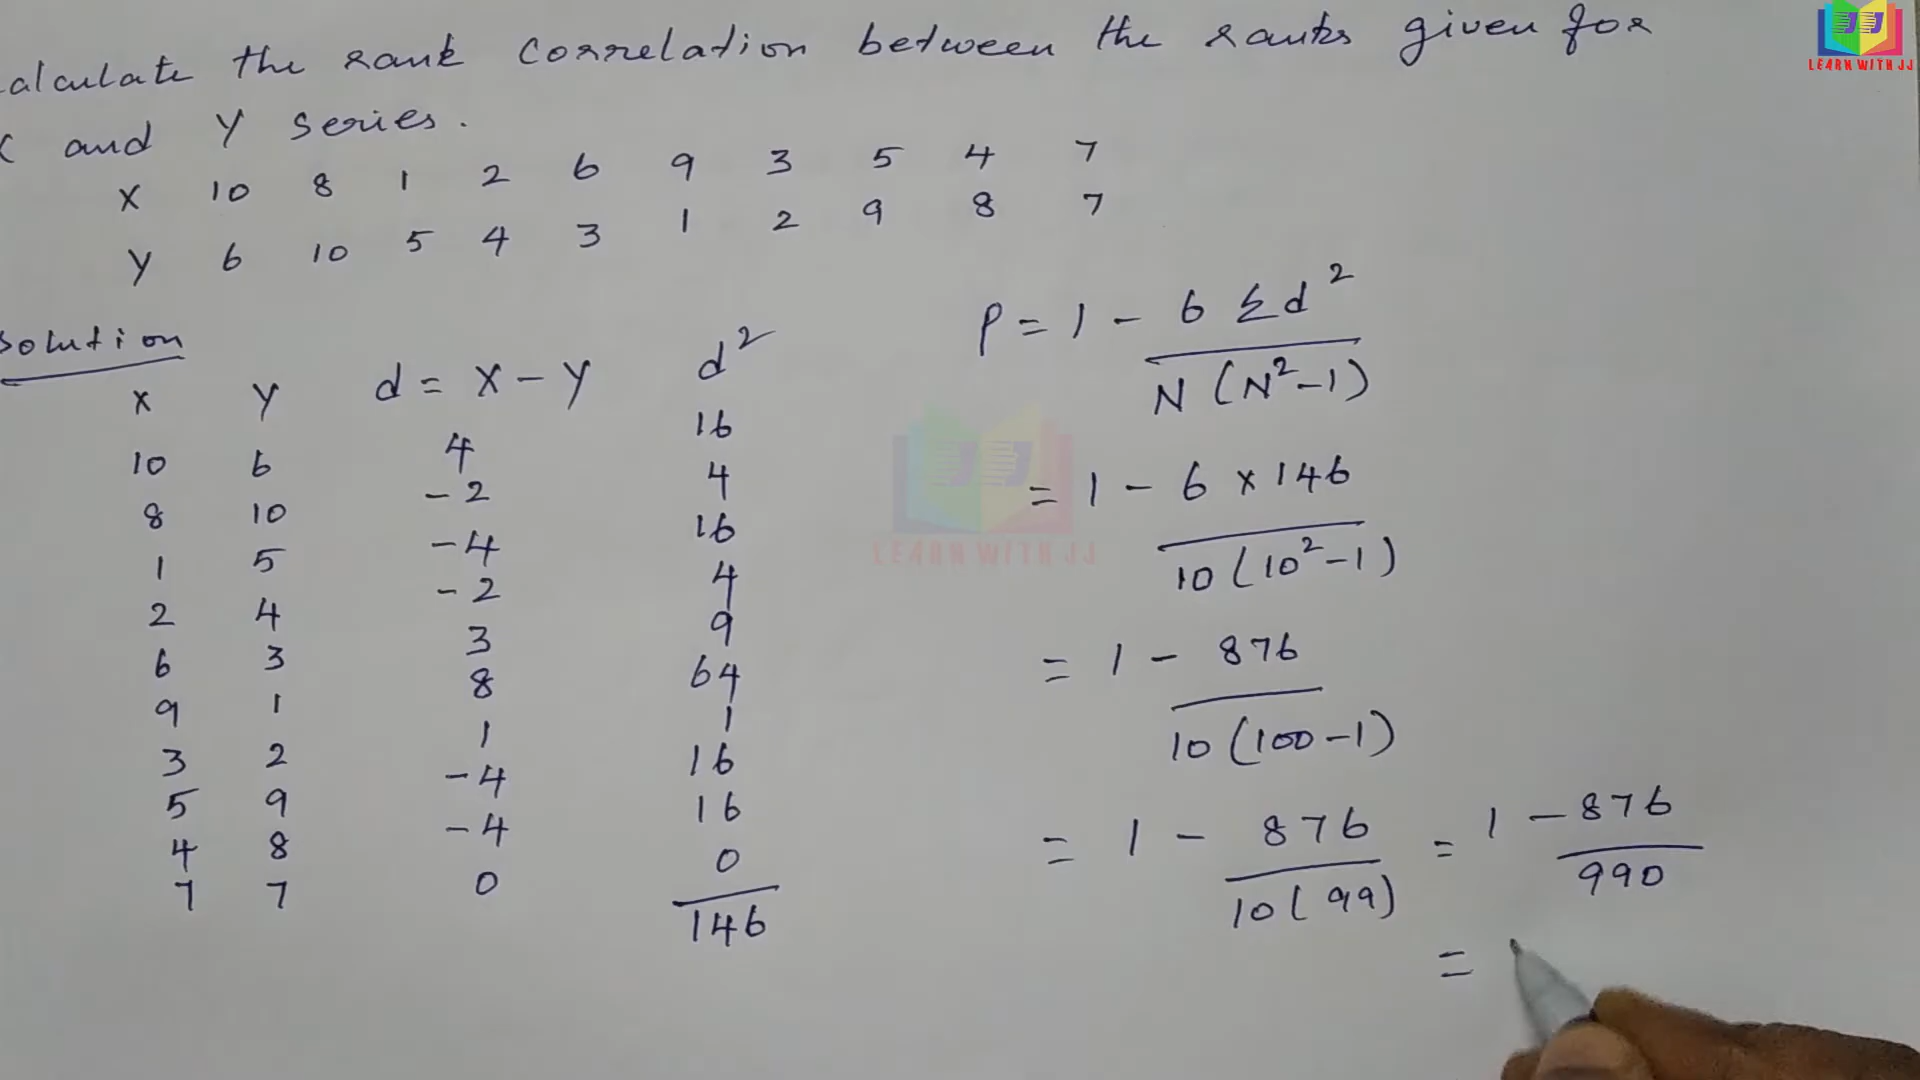 alculate the rank correlation between the ranks given for
and Y series.
X 10 8 1 2 6 9 3 5 4 7
Y 6 10 5 4 3 1 2 9 8 7
Solution
X Y d = X - Y d²
10 6 4 16
8 10 -2 4
1 5 -4 16
2 4 -2 4
6 3 3 9
9 1 8 64
3 2 1 1
5 9 -4 16
4 8 -4 16
7 7 0 0
146
P = 1 - 6 Σd²
N (N²-1)
= 1 - 6 × 146
10 (10²-1)
= 1 - 876
10 (100-1)
= 1 - 876 = 1 - 876
10 ( 99) 990
=
LEARN WITH JJ
LEARN WITH JJ